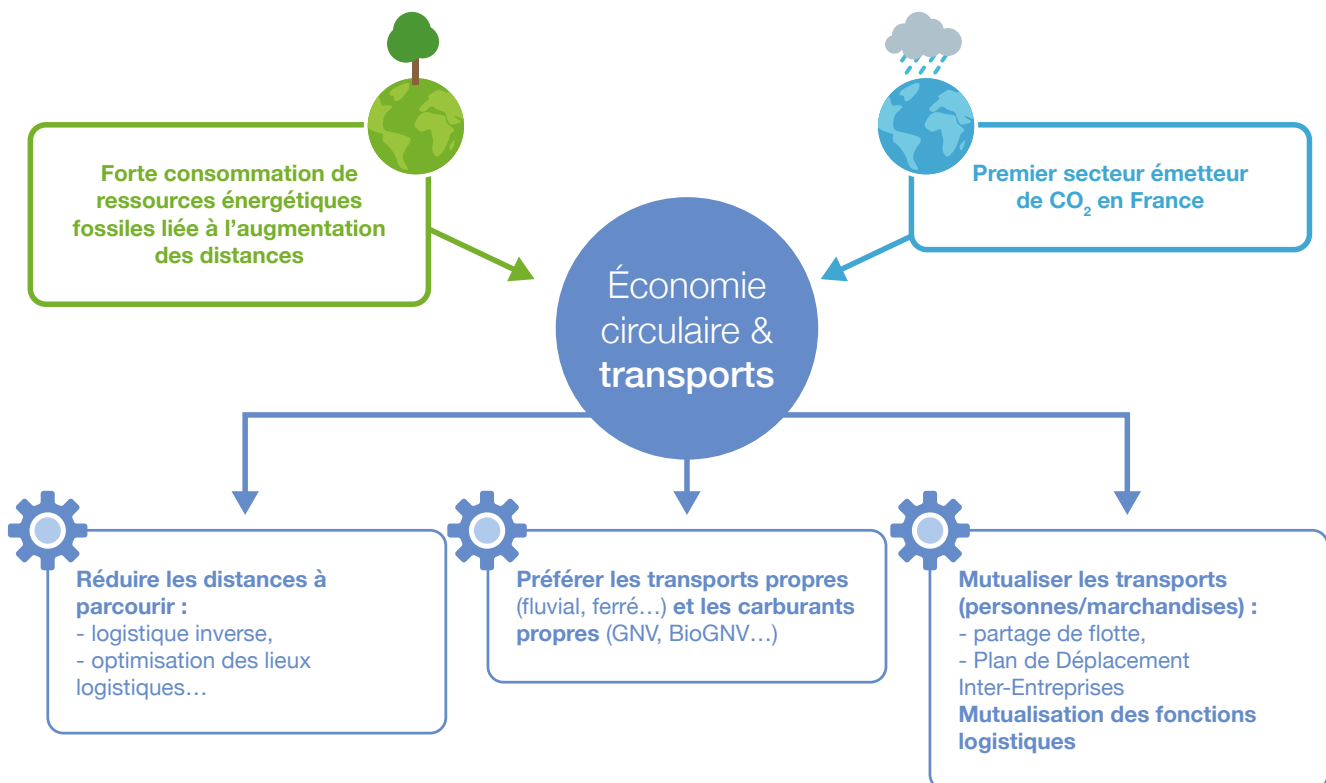 Forte consommation de
ressources énergétiques
fossiles liée à l’augmentation
des distances
Premier secteur émetteur
de CO₂ en France
Économie
circulaire &
transports
Réduire les distances à
parcourir :
- logistique inverse,
- optimisation des lieux
logistiques…
Préférer les transports propres
(fluvial, ferré…) et les carburants
propres (GNV, BioGNV…)
Mutualiser les transports
(personnes/marchandises) :
- partage de flotte,
- Plan de Déplacement
Inter-Entreprises
Mutualisation des fonctions
logistiques